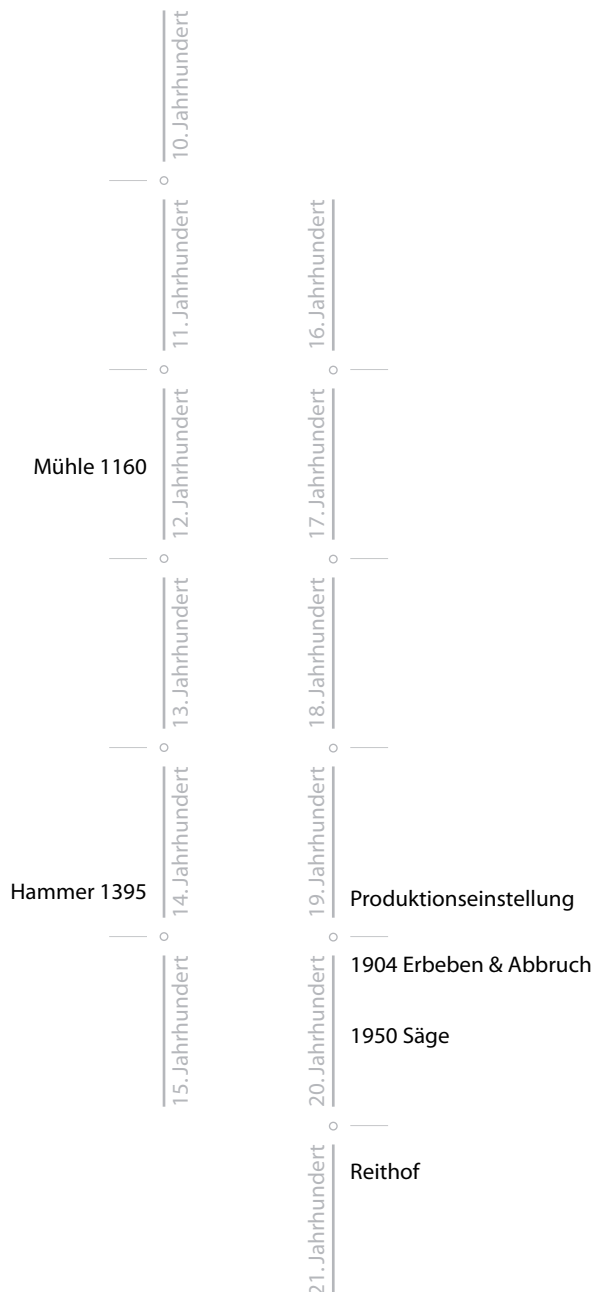 10. Jahrhundert
11. Jahrhundert
Mühle 1160
12. Jahrhundert
13. Jahrhundert
Hammer 1395
14. Jahrhundert
15. Jahrhundert
16. Jahrhundert
17. Jahrhundert
18. Jahrhundert
19. Jahrhundert
Produktionseinstellung
20. Jahrhundert
1904 Erbeben & Abbruch
1950 Säge
21. Jahrhundert
Reithof